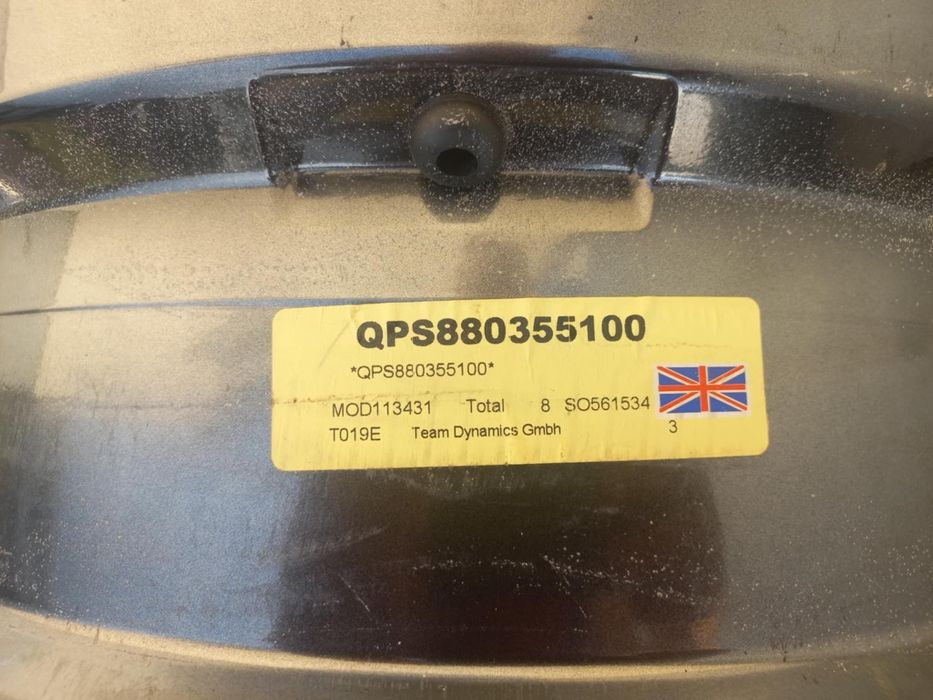 QPS880355100
*QPS880355100*
MOD113431 Total 8 SO561534
T019E Team Dynamics Gmbh 3